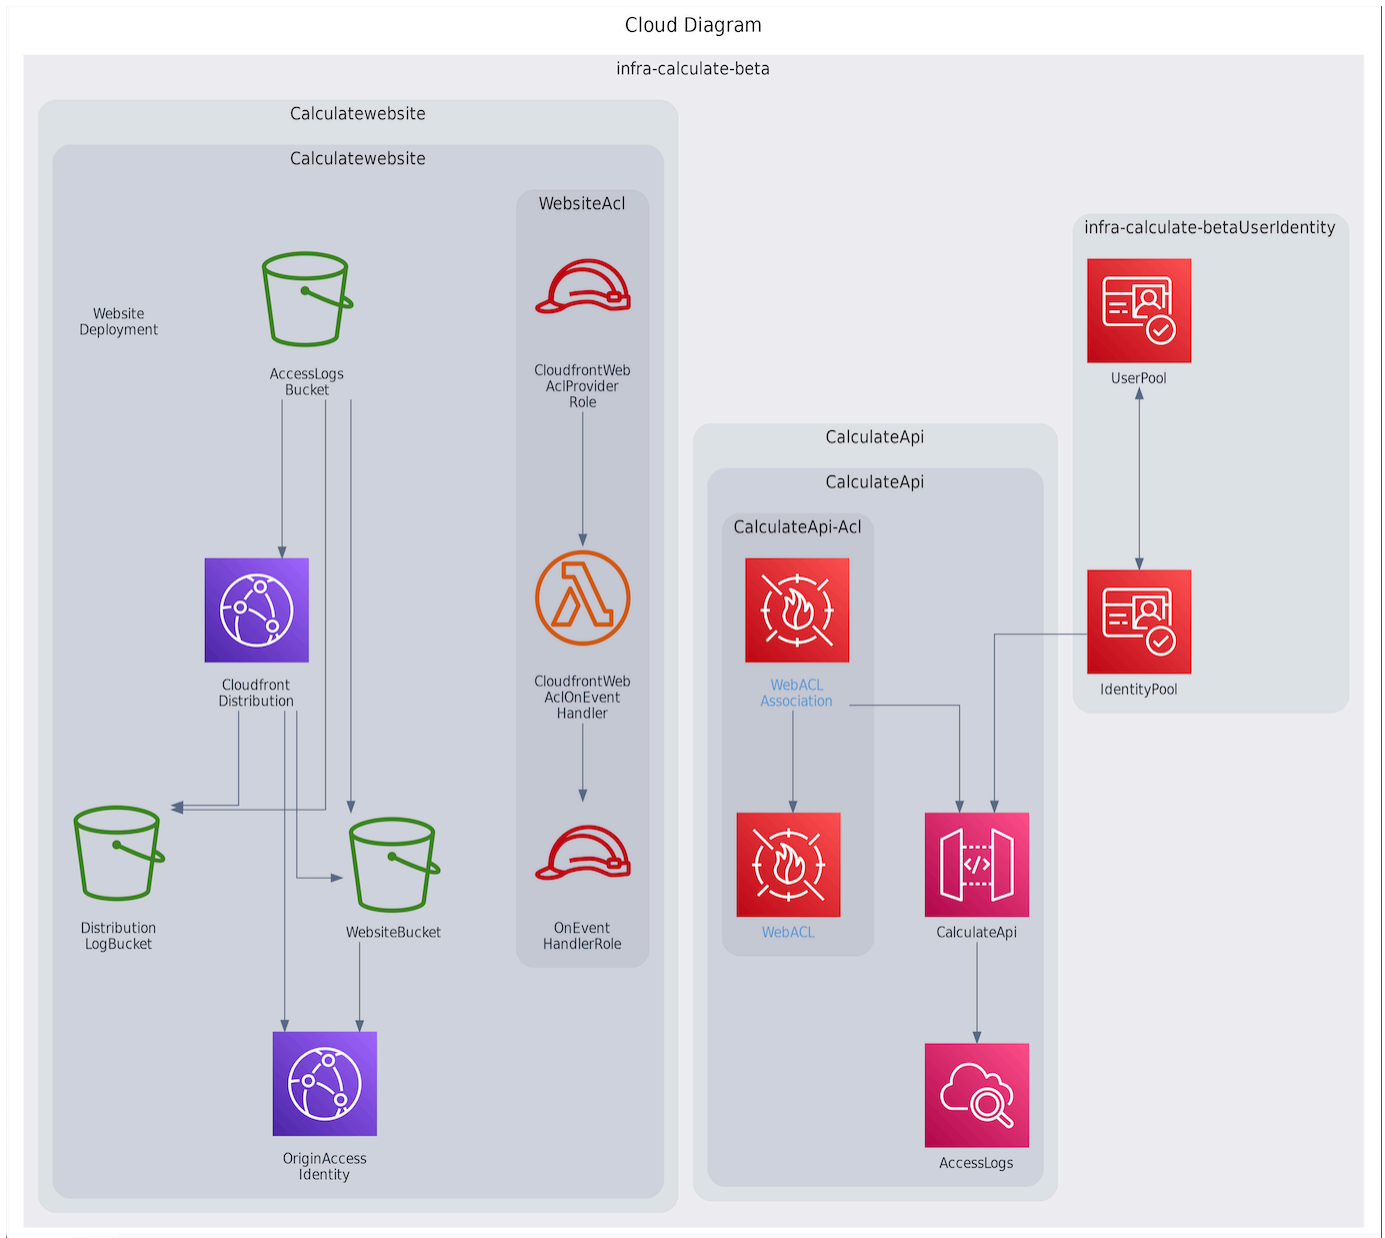 Cloud Diagram
infra-calculate-beta
Calculatewebsite
Calculatewebsite
WebsiteAcl
Website
Deployment
AccessLogs
Bucket
CloudfrontWeb
AclProvider
Role
Cloudfront
Distribution
CloudfrontWeb
AclOnEvent
Handler
Distribution
LogBucket
WebsiteBucket
OnEvent
HandlerRole
OriginAccess
Identity
CalculateApi
CalculateApi
CalculateApi-Acl
WebACL
Association
WebACL
CalculateApi
AccessLogs
infra-calculate-betaUserIdentity
UserPool
IdentityPool